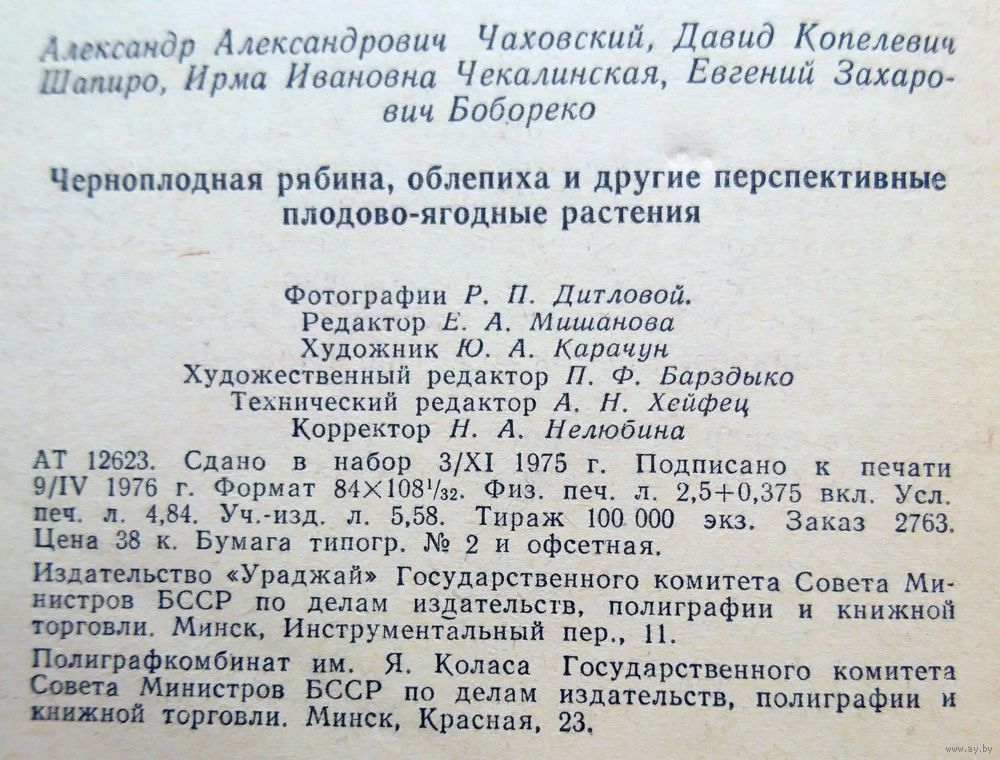 Александр Александрович Чаховский, Давид Копелевич
Шапиро, Ирма Ивановна Чекалинская, Евгений Захаро-
вич Бобореко
Черноплодная рябина, облепиха и другие перспективные
плодово-ягодные растения
Фотографии Р. П. Дитловой.
Редактор Е. А. Мишанова
Художник Ю. А. Карачун
Художественный редактор П. Ф. Барздыко
Технический редактор А. Н. Хейфец
Корректор Н. А. Нелюбина
АТ 12623. Сдано в набор 3/XI 1975 г. Подписано к печати
9/IV 1976 г. Формат 84×108¹/₃₂. Физ. печ. л. 2,5+0,375 вкл. Усл.
печ. л. 4,84. Уч.-изд. л. 5,58. Тираж 100 000 экз. Заказ 2763.
Цена 38 к. Бумага типогр. № 2 и офсетная.
Издательство «Ураджай» Государственного комитета Совета Ми-
нистров БССР по делам издательств, полиграфии и книжной
торговли. Минск, Инструментальный пер., 11.
Полиграфкомбинат им. Я. Коласа Государственного комитета
Совета Министров БССР по делам издательств, полиграфии и
книжной торговли. Минск, Красная, 23.
www.ay.by